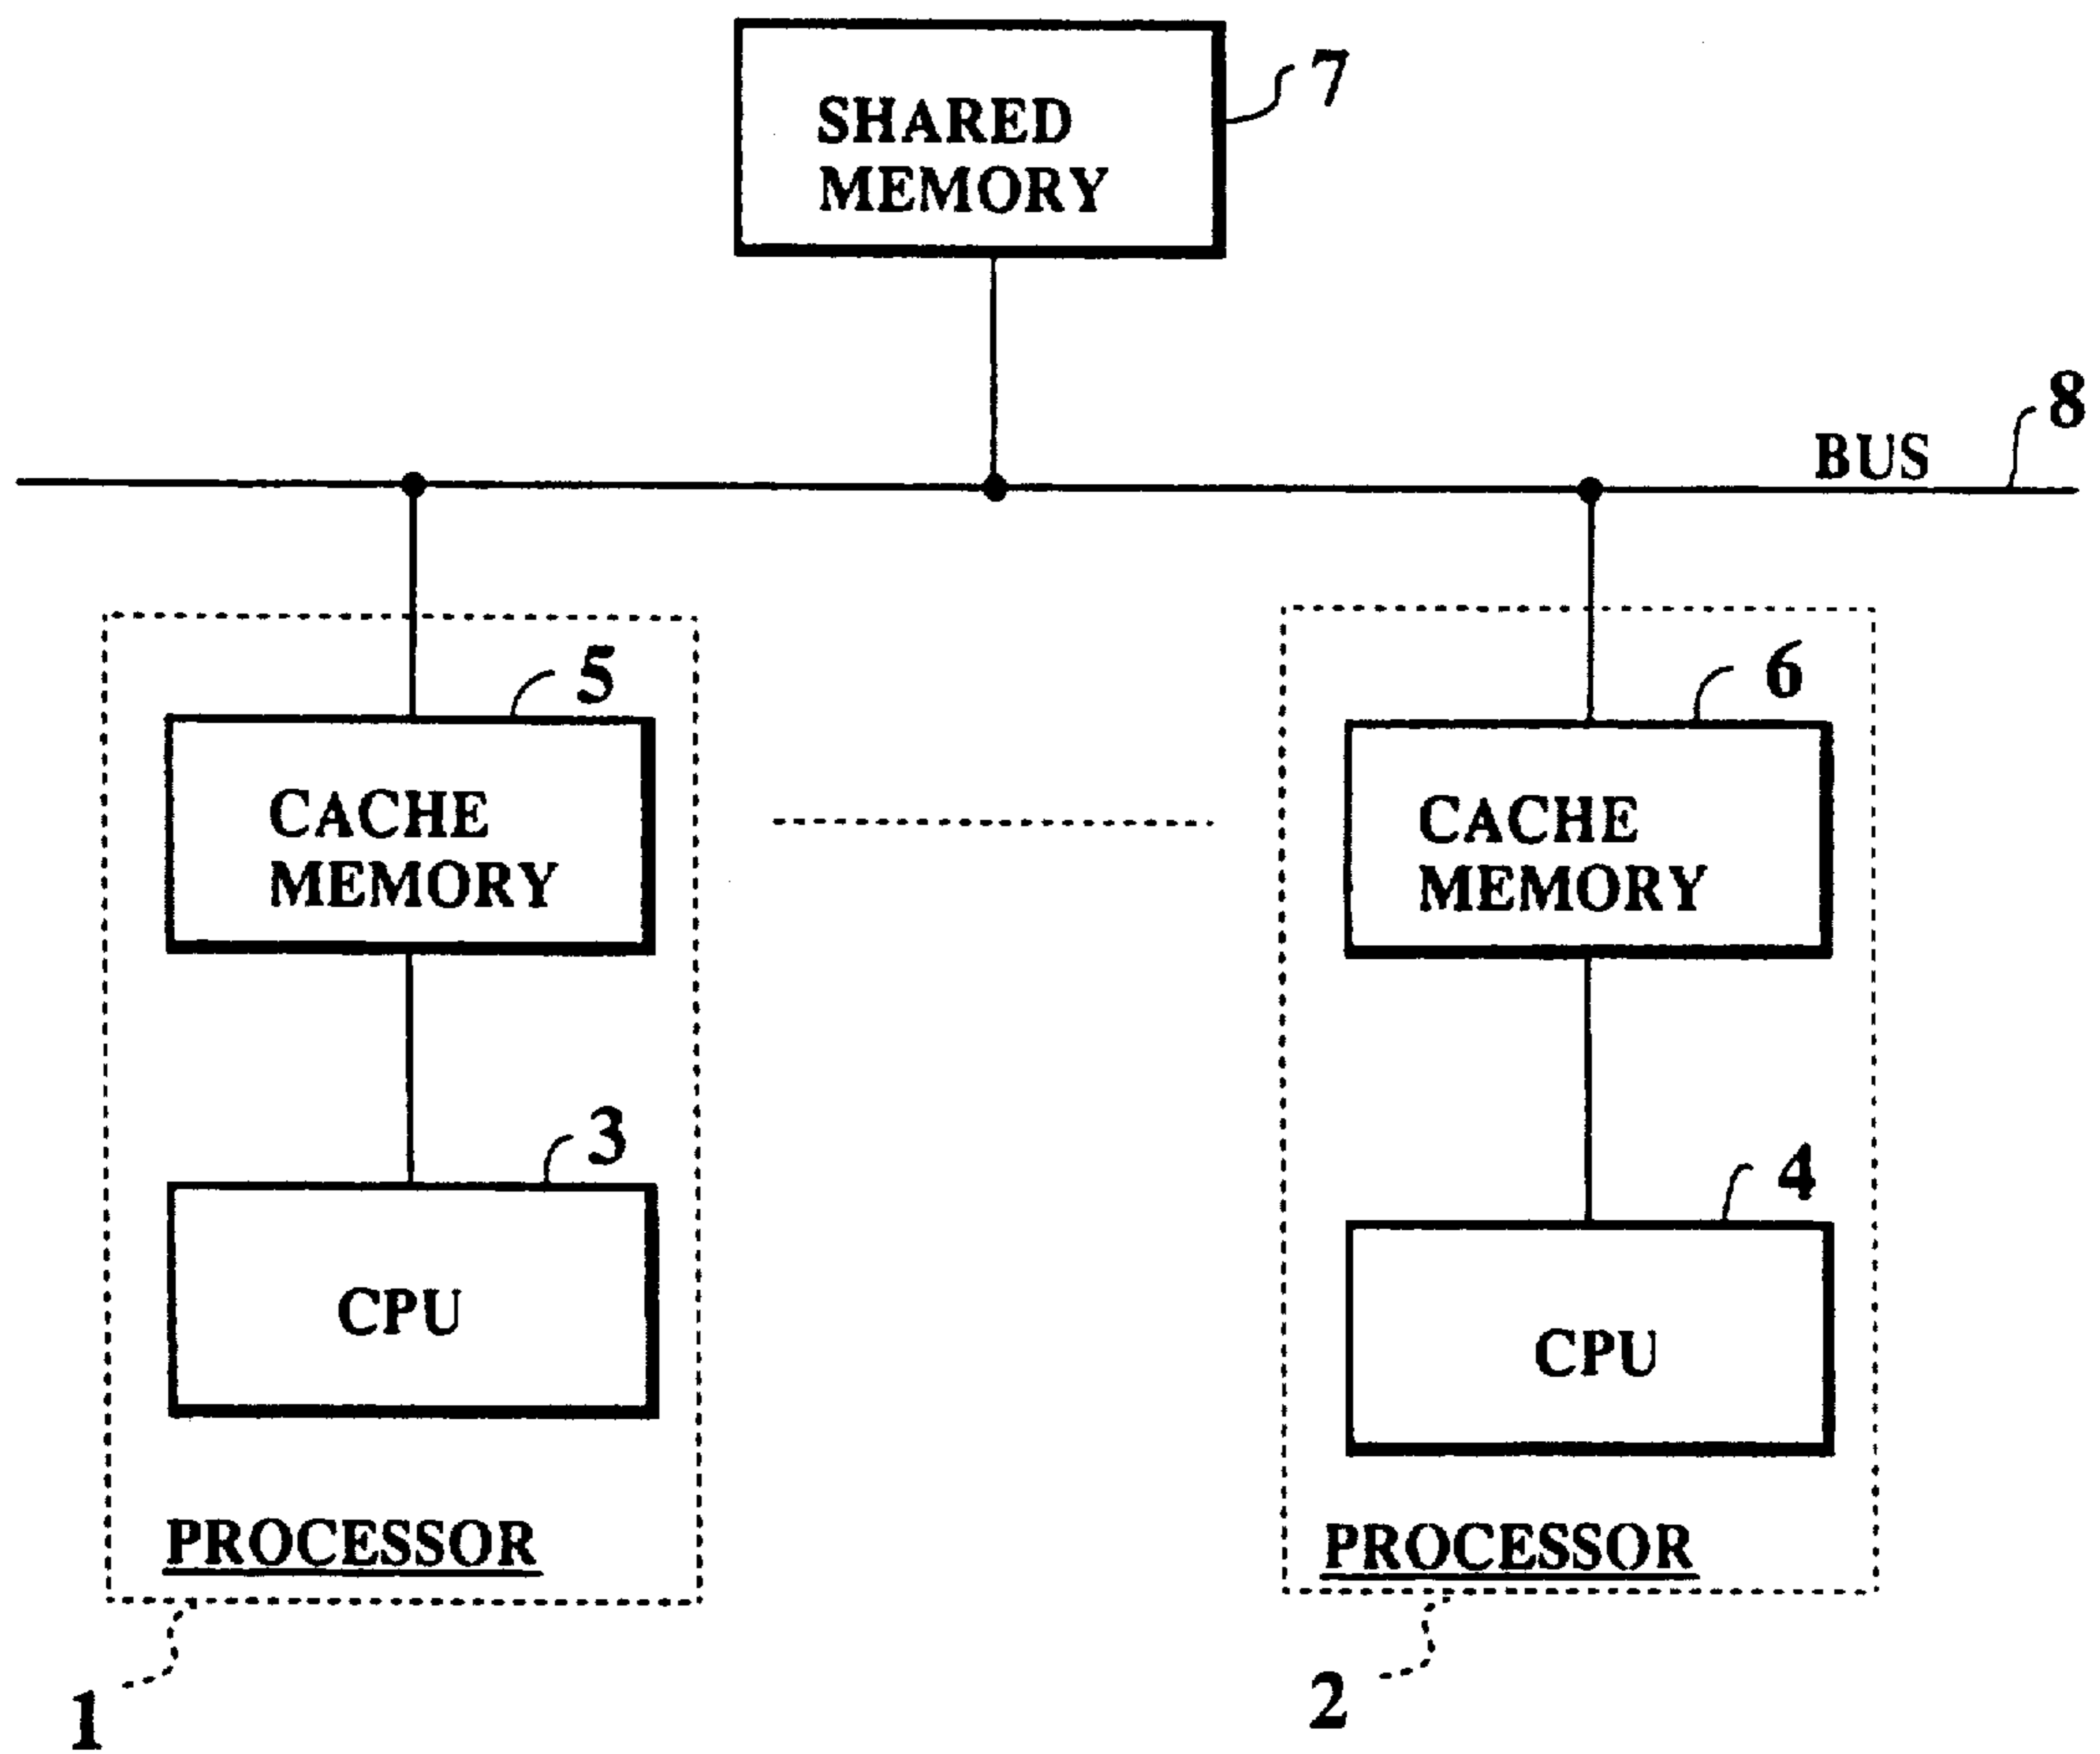 SHARED
MEMORY
7
BUS
8
5
CACHE
MEMORY
3
CPU
PROCESSOR
1
6
CACHE
MEMORY
4
CPU
PROCESSOR
2